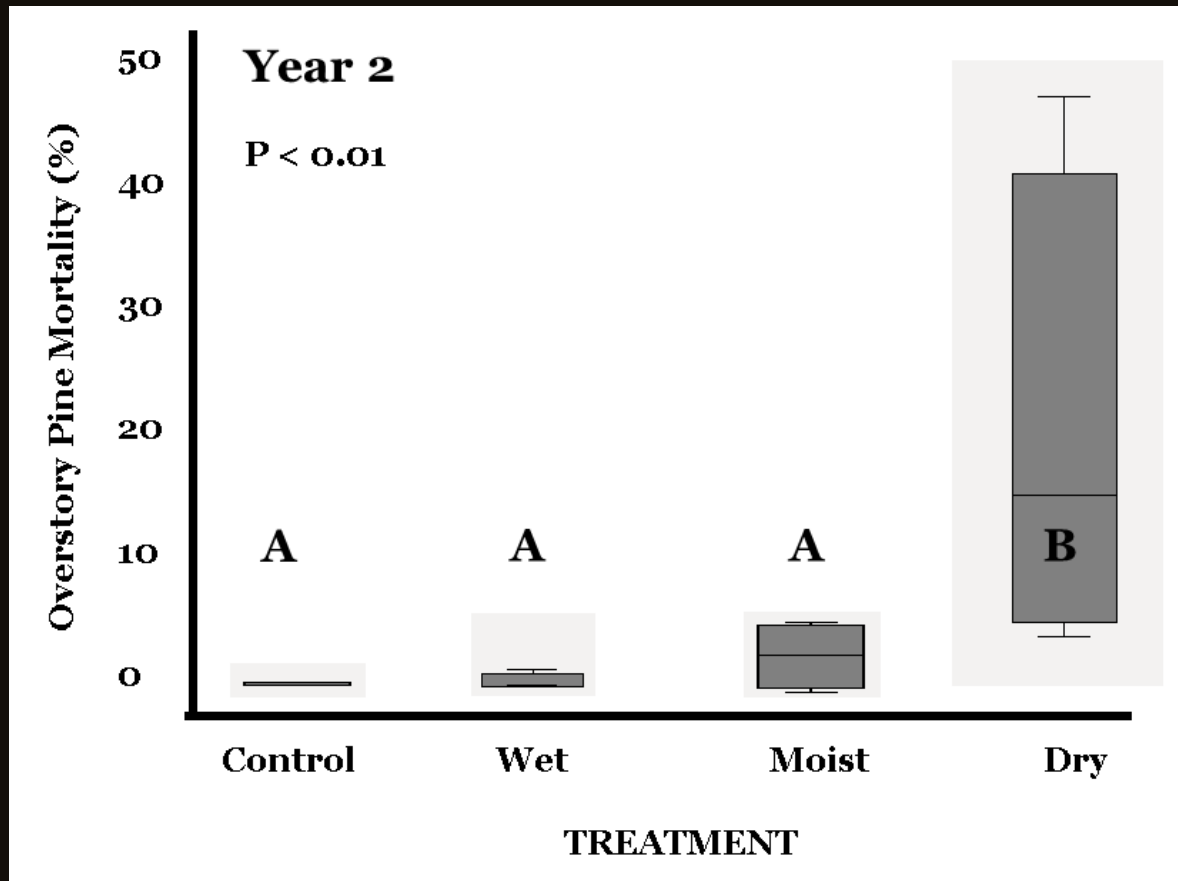 Year 2
P < 0.01
Overstory Pine Mortality (%)
50
40
30
20
10
0
A
A
A
B
Control
Wet
Moist
Dry
TREATMENT